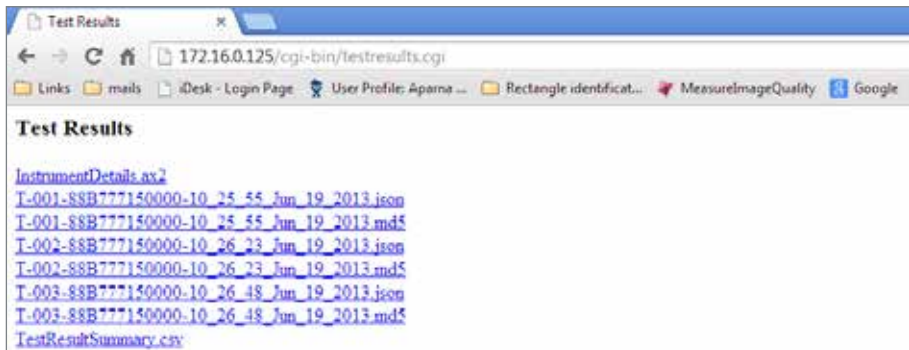 Test Results
172.16.0.125/cgi-bin/testresults.cgi
Links mails iDesk - Login Page User Profile: Aparna ... Rectangle identificat... MeasureImageQuality Google
Test Results
InstrumentDetails.ax2
T-001-88B777150000-10_25_55_Jun_19_2013.json
T-001-88B777150000-10_25_55_Jun_19_2013.md5
T-002-88B777150000-10_26_23_Jun_19_2013.json
T-002-88B777150000-10_26_23_Jun_19_2013.md5
T-003-88B777150000-10_26_48_Jun_19_2013.json
T-003-88B777150000-10_26_48_Jun_19_2013.md5
TestResultSummary.csv